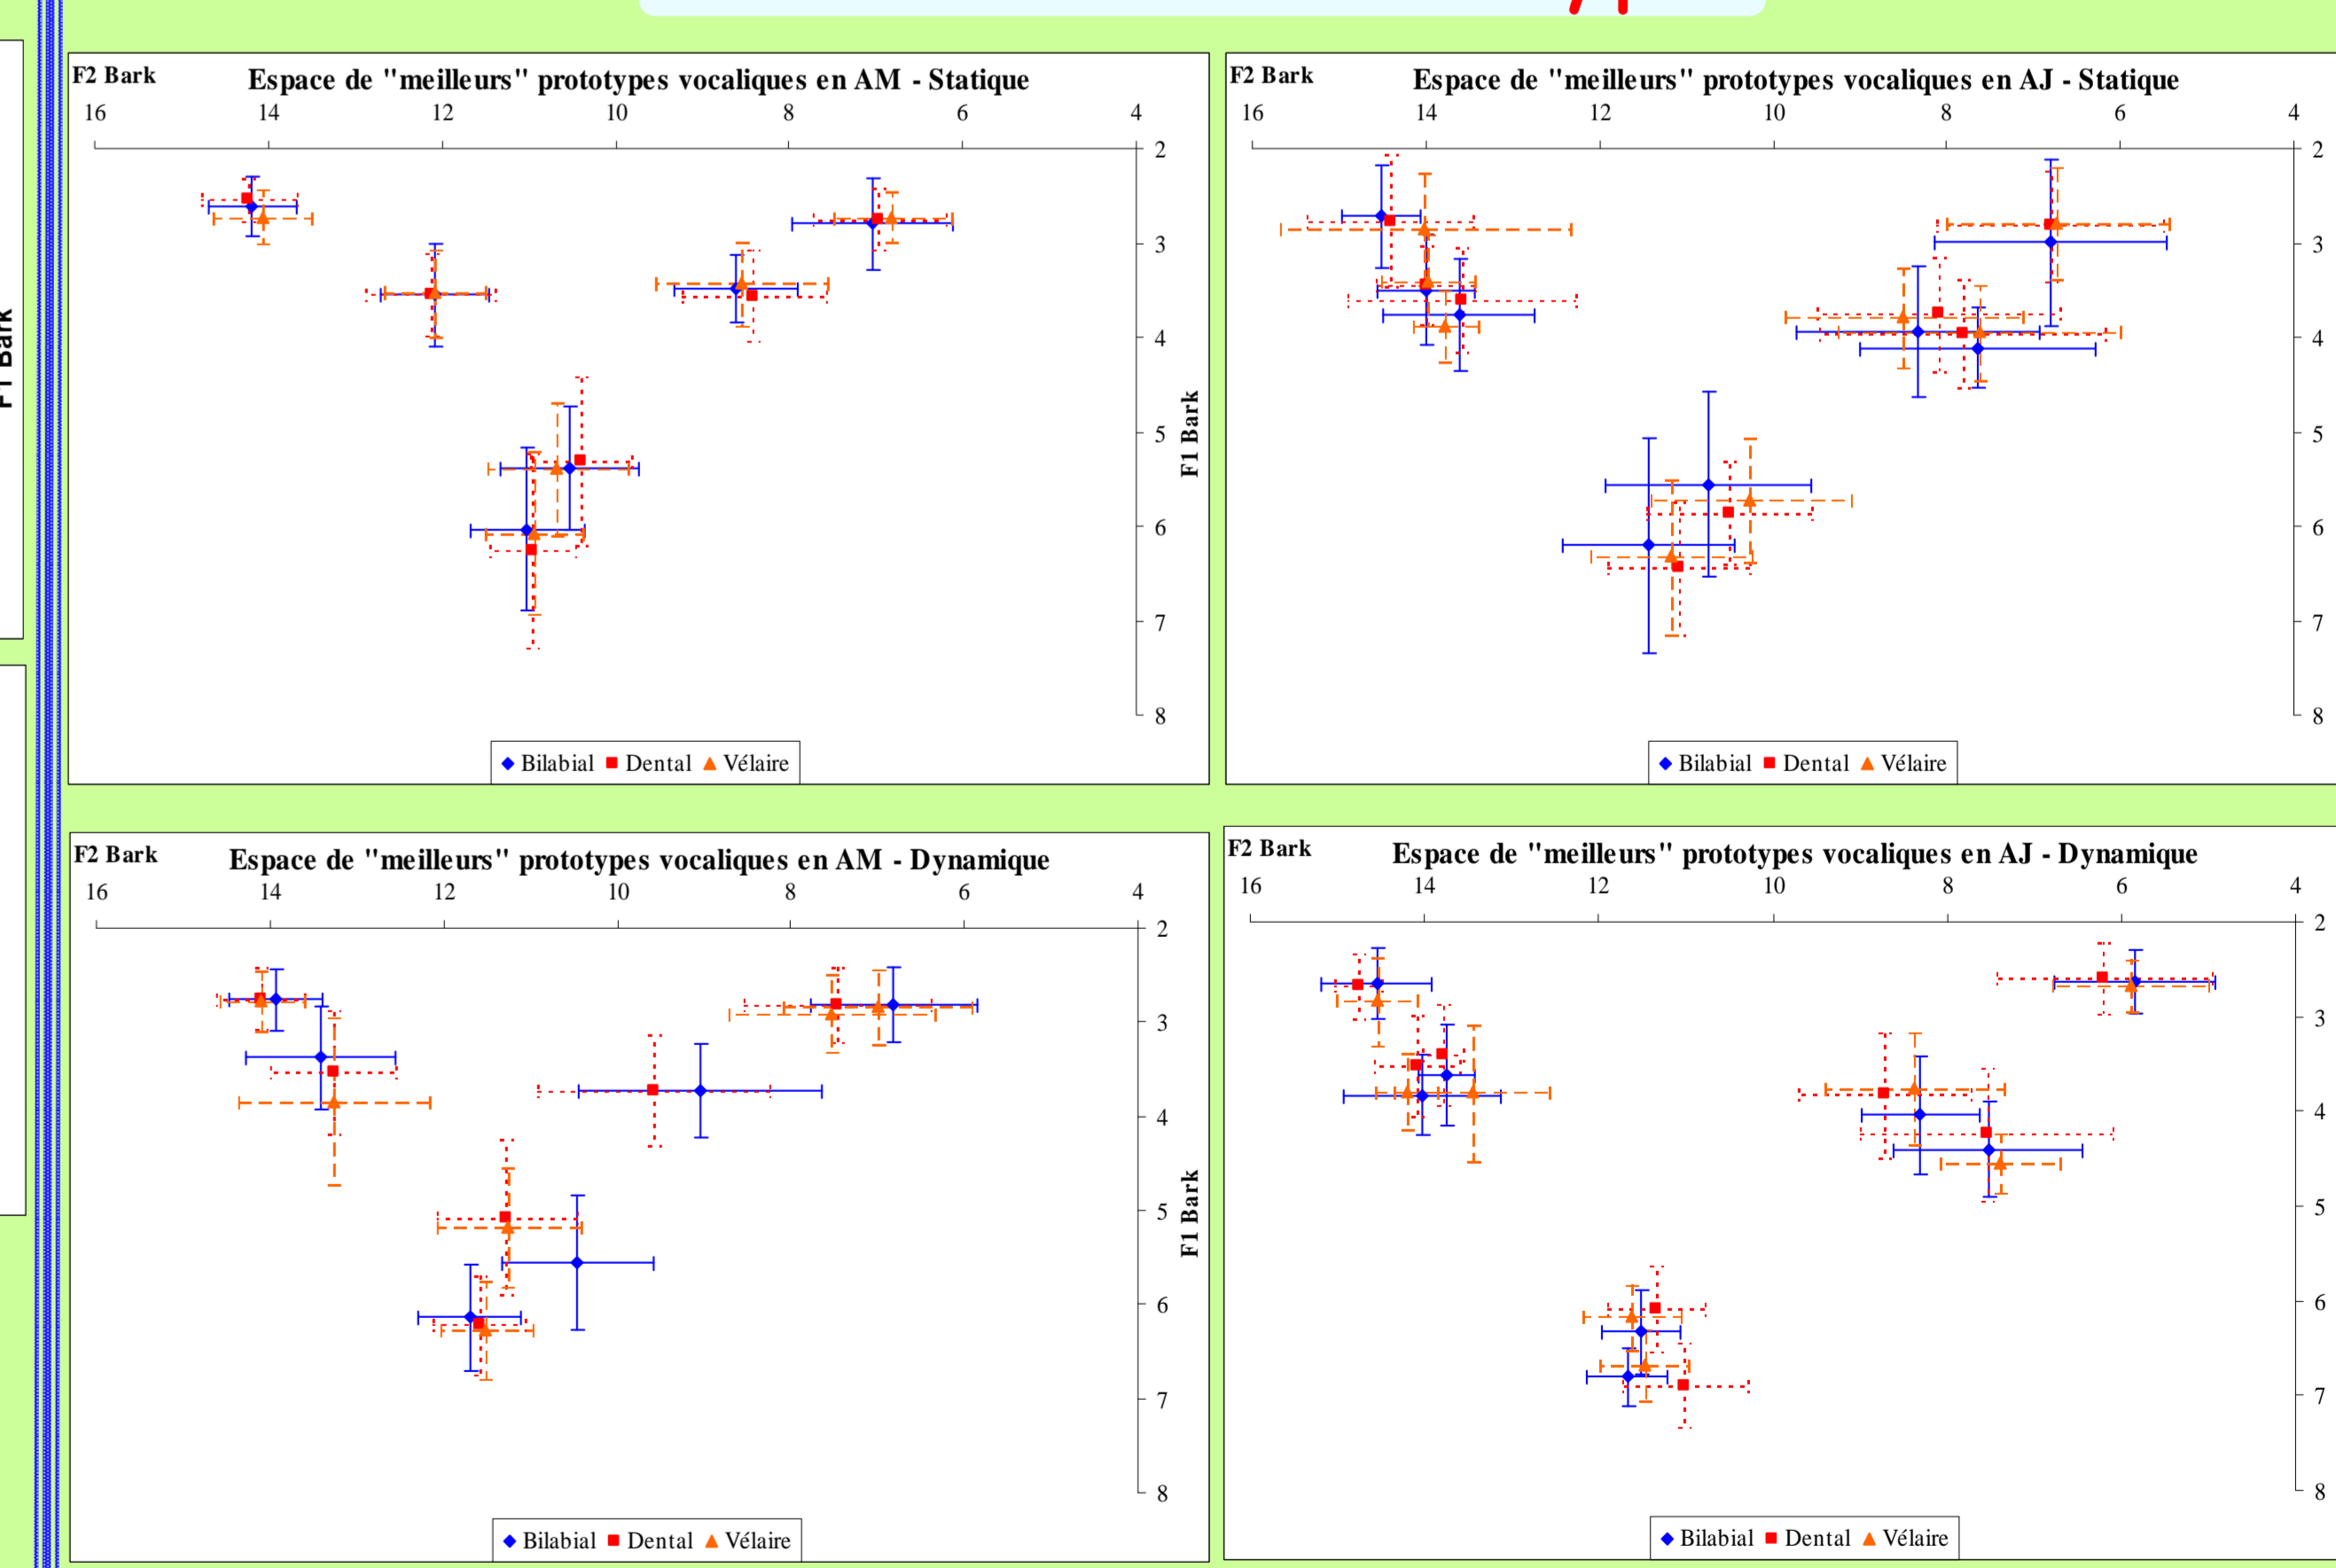 F1 Bark
F2 Bark
Espace de "meilleurs" prototypes vocaliques en AM - Statique
16 14 12 10 8 6 4
2
3
4
5
6
7
8
Bilabial Dental Vélaire
F2 Bark
Espace de "meilleurs" prototypes vocaliques en AJ - Statique
16 14 12 10 8 6 4
F1 Bark
2
3
4
5
6
7
8
Bilabial Dental Vélaire
F2 Bark
Espace de "meilleurs" prototypes vocaliques en AM - Dynamique
16 14 12 10 8 6 4
2
3
4
5
6
7
8
Bilabial Dental Vélaire
F2 Bark
Espace de "meilleurs" prototypes vocaliques en AJ - Dynamique
16 14 12 10 8 6 4
F1 Bark
2
3
4
5
6
7
8
Bilabial Dental Vélaire